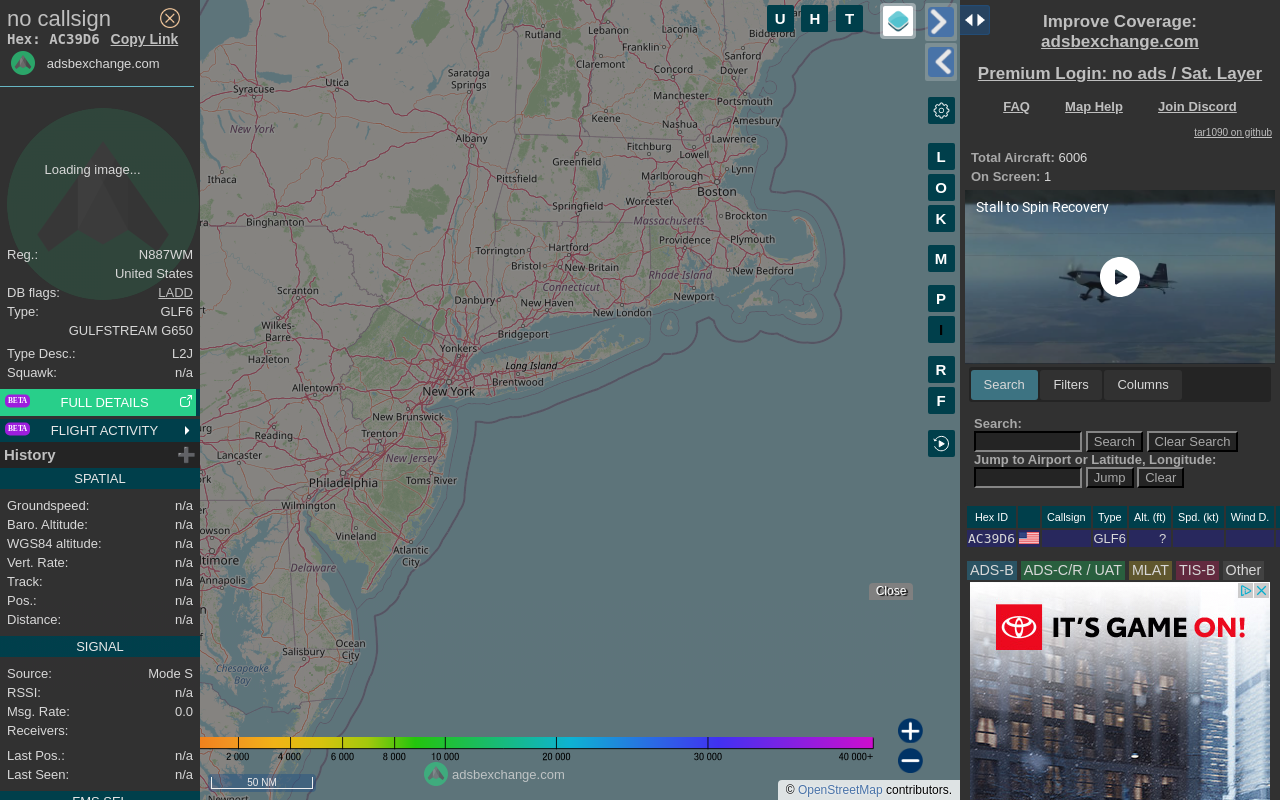 no callsign
Hex: AC39D6 Copy Link
adsbexchange.com
Loading image...
Reg.: N887WM
United States
DB flags: LADD
Type: GLF6
GULFSTREAM G650
Type Desc.: L2J
Squawk: n/a
BETA FULL DETAILS
BETA FLIGHT ACTIVITY
History
SPATIAL
Groundspeed: n/a
Baro. Altitude: n/a
WGS84 altitude: n/a
Vert. Rate: n/a
Track: n/a
Pos.: n/a
Distance: n/a
SIGNAL
Source: Mode S
RSSI: n/a
Msg. Rate: 0.0
Receivers:
Last Pos.: n/a
Last Seen: n/a
FMS SEL
U H T
L
O
K
M
P
I
R
F
Rutland
Lebanon
Laconia
Biddeford
Franklin
Claremont
Sanford
Concord
Dover
Saratoga
Springs
Utica
Syracuse
Manchester
Portsmouth
Keene
Nashua
Amesbury
New York
Albany
Lawrence
Fitchburg
Lowell
Greenfield
Lynn
Ithaca
Pittsfield
Marlborough
Boston
Worcester
Springfield
Binghamton
Massachusetts
Brockton
Torrington
Hartford
Providence
Plymouth
Bristol
New Britain
Rhode Island
New Bedford
Connecticut
Scranton
Danbury
New Haven
Newport
New London
Wilkes-
Barre
Bridgeport
Yonkers
Hazleton
Long Island
Brentwood
Allentown
New York
New Brunswick
Reading
Trenton
Lancaster
New Jersey
Philadelphia
Toms River
Wilmington
Vineland
Atlantic
City
Annapolis
Delaware
Ocean
City
Salisbury
Chesapeake
Bay
Newport
Close
2 000 4 000 6 000 8 000 10 000 20 000 30 000 40 000+
adsbexchange.com
50 NM
© OpenStreetMap contributors.
Improve Coverage:
adsbexchange.com
Premium Login: no ads / Sat. Layer
FAQ Map Help Join Discord
tar1090 on github
Total Aircraft: 6006
On Screen: 1
Stall to Spin Recovery
Search Filters Columns
Search:
Search Clear Search
Jump to Airport or Latitude, Longitude:
Jump Clear
Hex ID Callsign Type Alt. (ft) Spd. (kt) Wind D.
AC39D6 GLF6 ?
ADS-B ADS-C/R / UAT MLAT TIS-B Other
IT'S GAME ON!